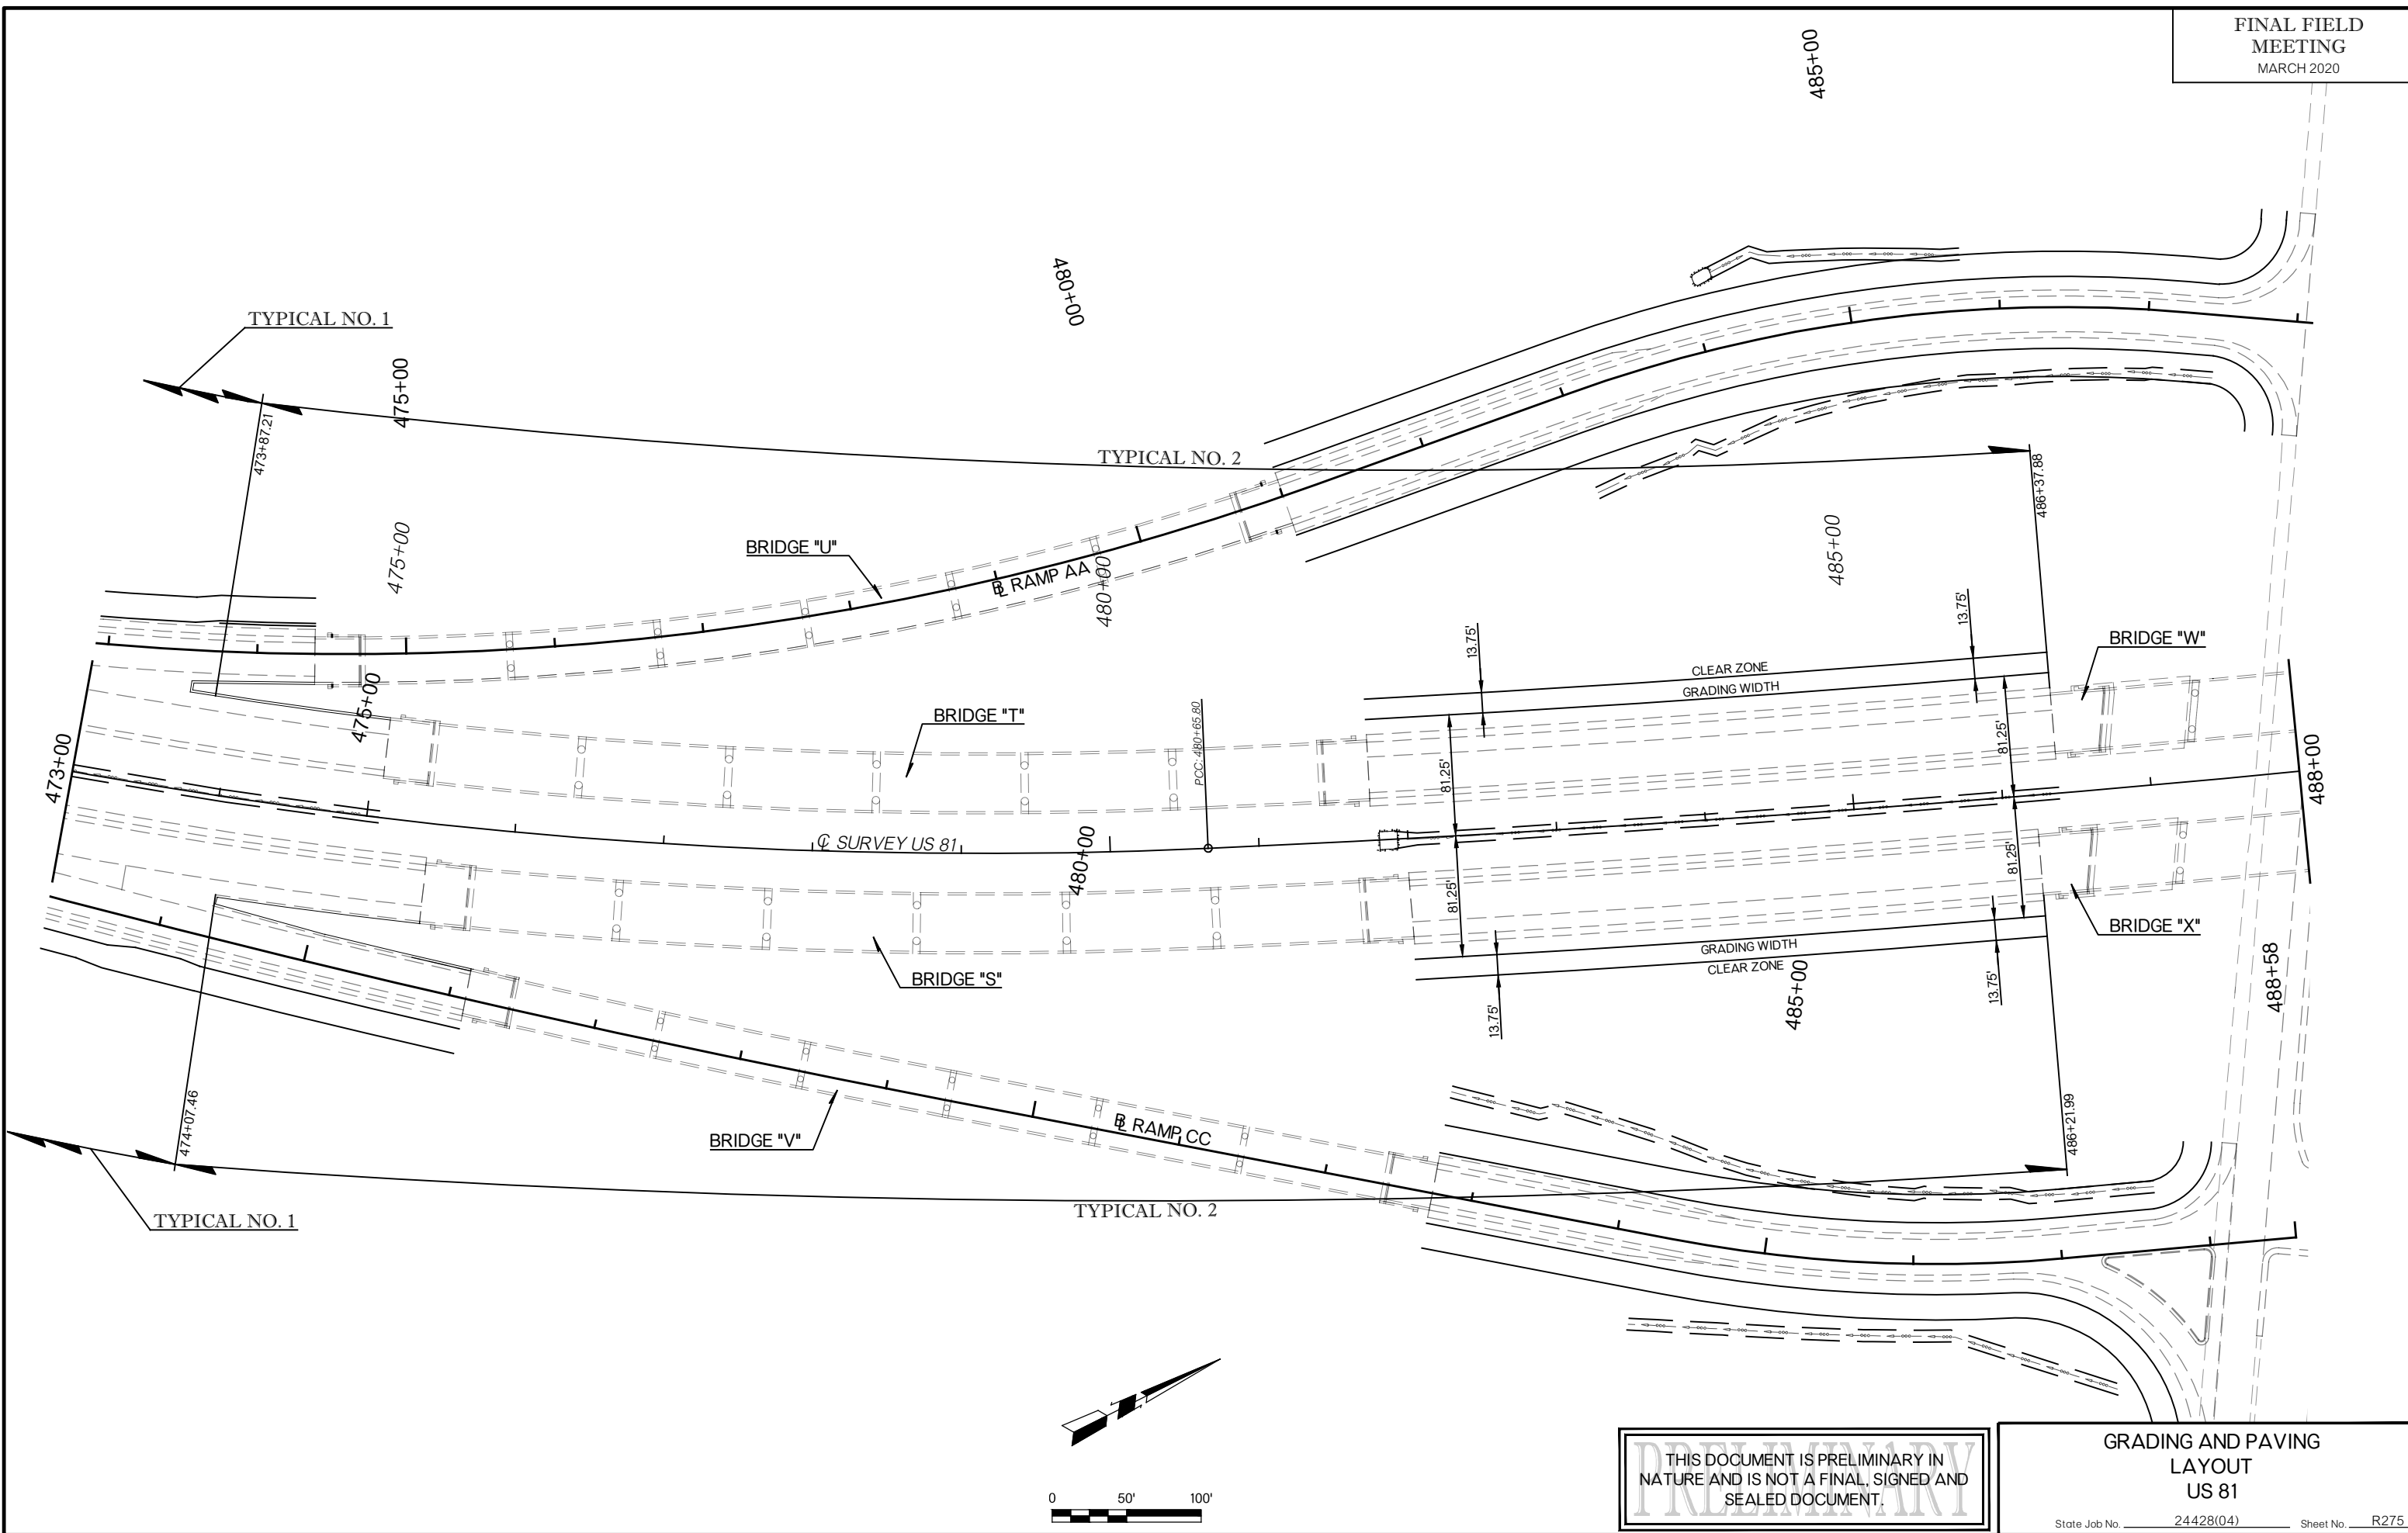 FINAL FIELD
MEETING
MARCH 2020
485+00
480+00
TYPICAL NO. 1
475+00
473+87.21
TYPICAL NO. 2
486+37.88
475+00
BRIDGE "U"
BL RAMP AA
480+00
485+00
13.75'
13.75'
BRIDGE "W"
CLEAR ZONE
GRADING WIDTH
475+00
BRIDGE "T"
PCC: 480+65.80
81.25'
81.25'
473+00
488+00
CL SURVEY US 81
480+00
81.25'
81.25'
BRIDGE "S"
GRADING WIDTH
CLEAR ZONE
BRIDGE "X"
485+00
13.75'
13.75'
488+58
474+07.46
BRIDGE "V"
BL RAMP CC
486+21.99
TYPICAL NO. 1
TYPICAL NO. 2
0 50' 100'
PRELIMINARY
THIS DOCUMENT IS PRELIMINARY IN
NATURE AND IS NOT A FINAL, SIGNED AND
SEALED DOCUMENT.
GRADING AND PAVING
LAYOUT
US 81
State Job No. 24428(04) Sheet No.